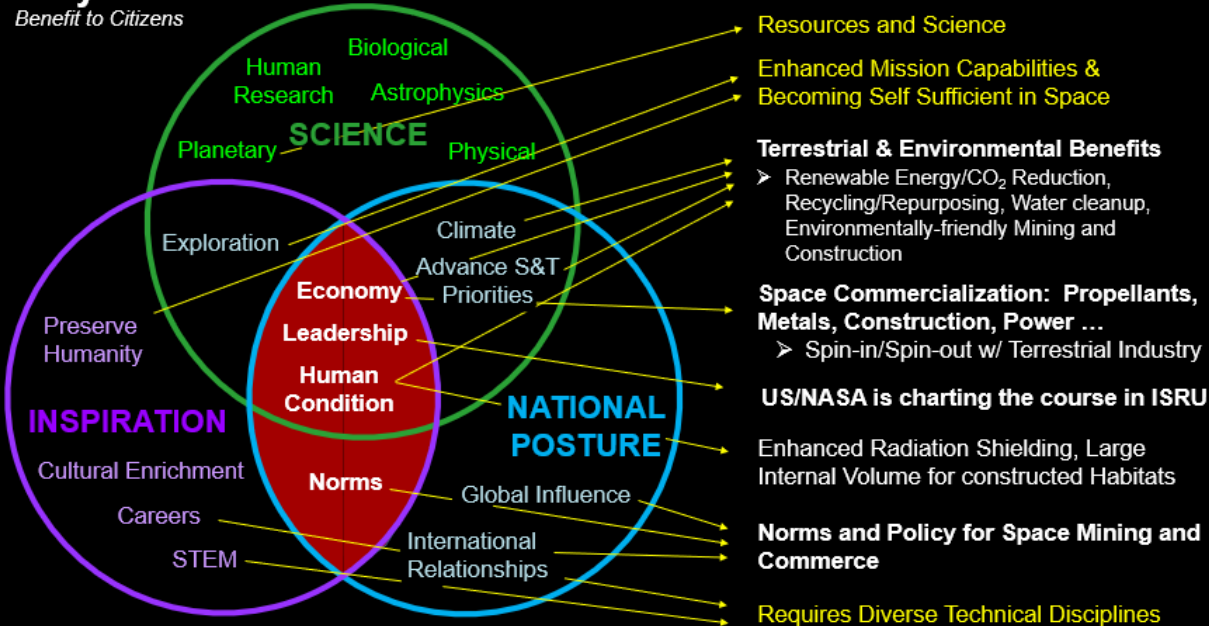 Benefit to Citizens
Biological
Human
Research
Astrophysics
SCIENCE
Planetary
Physical
Exploration
Climate
Advance S&T
Priorities
Economy
Leadership
Human
Condition
Preserve
Humanity
INSPIRATION
NATIONAL
POSTURE
Cultural Enrichment
Norms
Global Influence
Careers
International
Relationships
STEM
Resources and Science
Enhanced Mission Capabilities &
Becoming Self Sufficient in Space
Terrestrial & Environmental Benefits
➢ Renewable Energy/CO₂ Reduction,
Recycling/Repurposing, Water cleanup,
Environmentally-friendly Mining and
Construction
Space Commercialization: Propellants,
Metals, Construction, Power …
➢ Spin-in/Spin-out w/ Terrestrial Industry
US/NASA is charting the course in ISRU
Enhanced Radiation Shielding, Large
Internal Volume for constructed Habitats
Norms and Policy for Space Mining and
Commerce
Requires Diverse Technical Disciplines